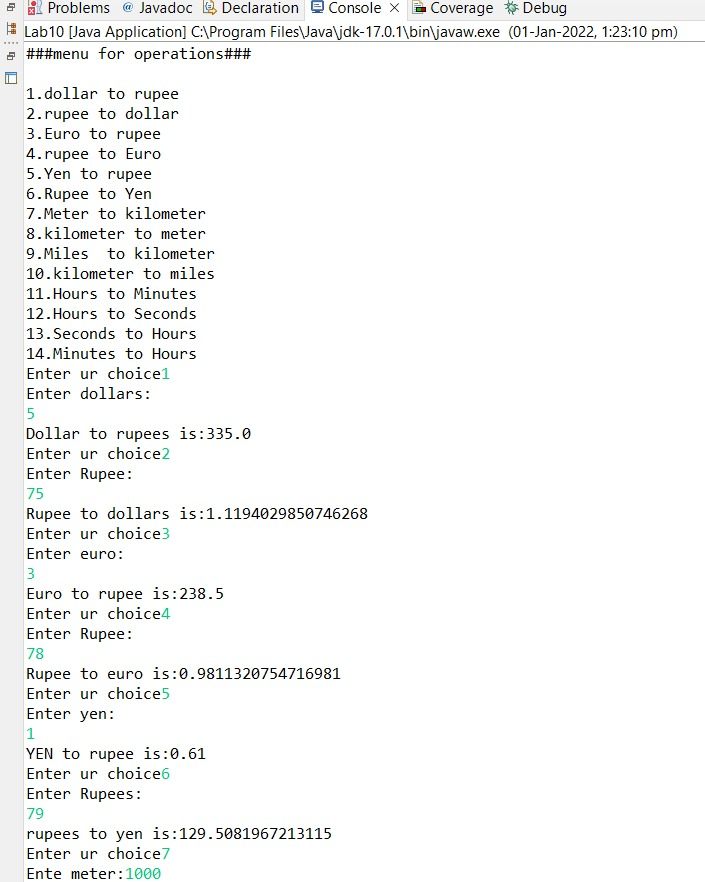 Problems @ Javadoc Declaration Console Coverage Debug
Lab10 [Java Application] C:\Program Files\Java\jdk-17.0.1\bin\javaw.exe (01-Jan-2022, 1:23:10 pm)
###menu for operations###
1.dollar to rupee
2.rupee to dollar
3.Euro to rupee
4.rupee to Euro
5.Yen to rupee
6.Rupee to Yen
7.Meter to kilometer
8.kilometer to meter
9.Miles  to kilometer
10.kilometer to miles
11.Hours to Minutes
12.Hours to Seconds
13.Seconds to Hours
14.Minutes to Hours
Enter ur choice1
Enter dollars:
5
Dollar to rupees is:335.0
Enter ur choice2
Enter Rupee:
75
Rupee to dollars is:1.1194029850746268
Enter ur choice3
Enter euro:
3
Euro to rupee is:238.5
Enter ur choice4
Enter Rupee:
78
Rupee to euro is:0.9811320754716981
Enter ur choice5
Enter yen:
1
YEN to rupee is:0.61
Enter ur choice6
Enter Rupees:
79
rupees to yen is:129.5081967213115
Enter ur choice7
Ente meter:1000